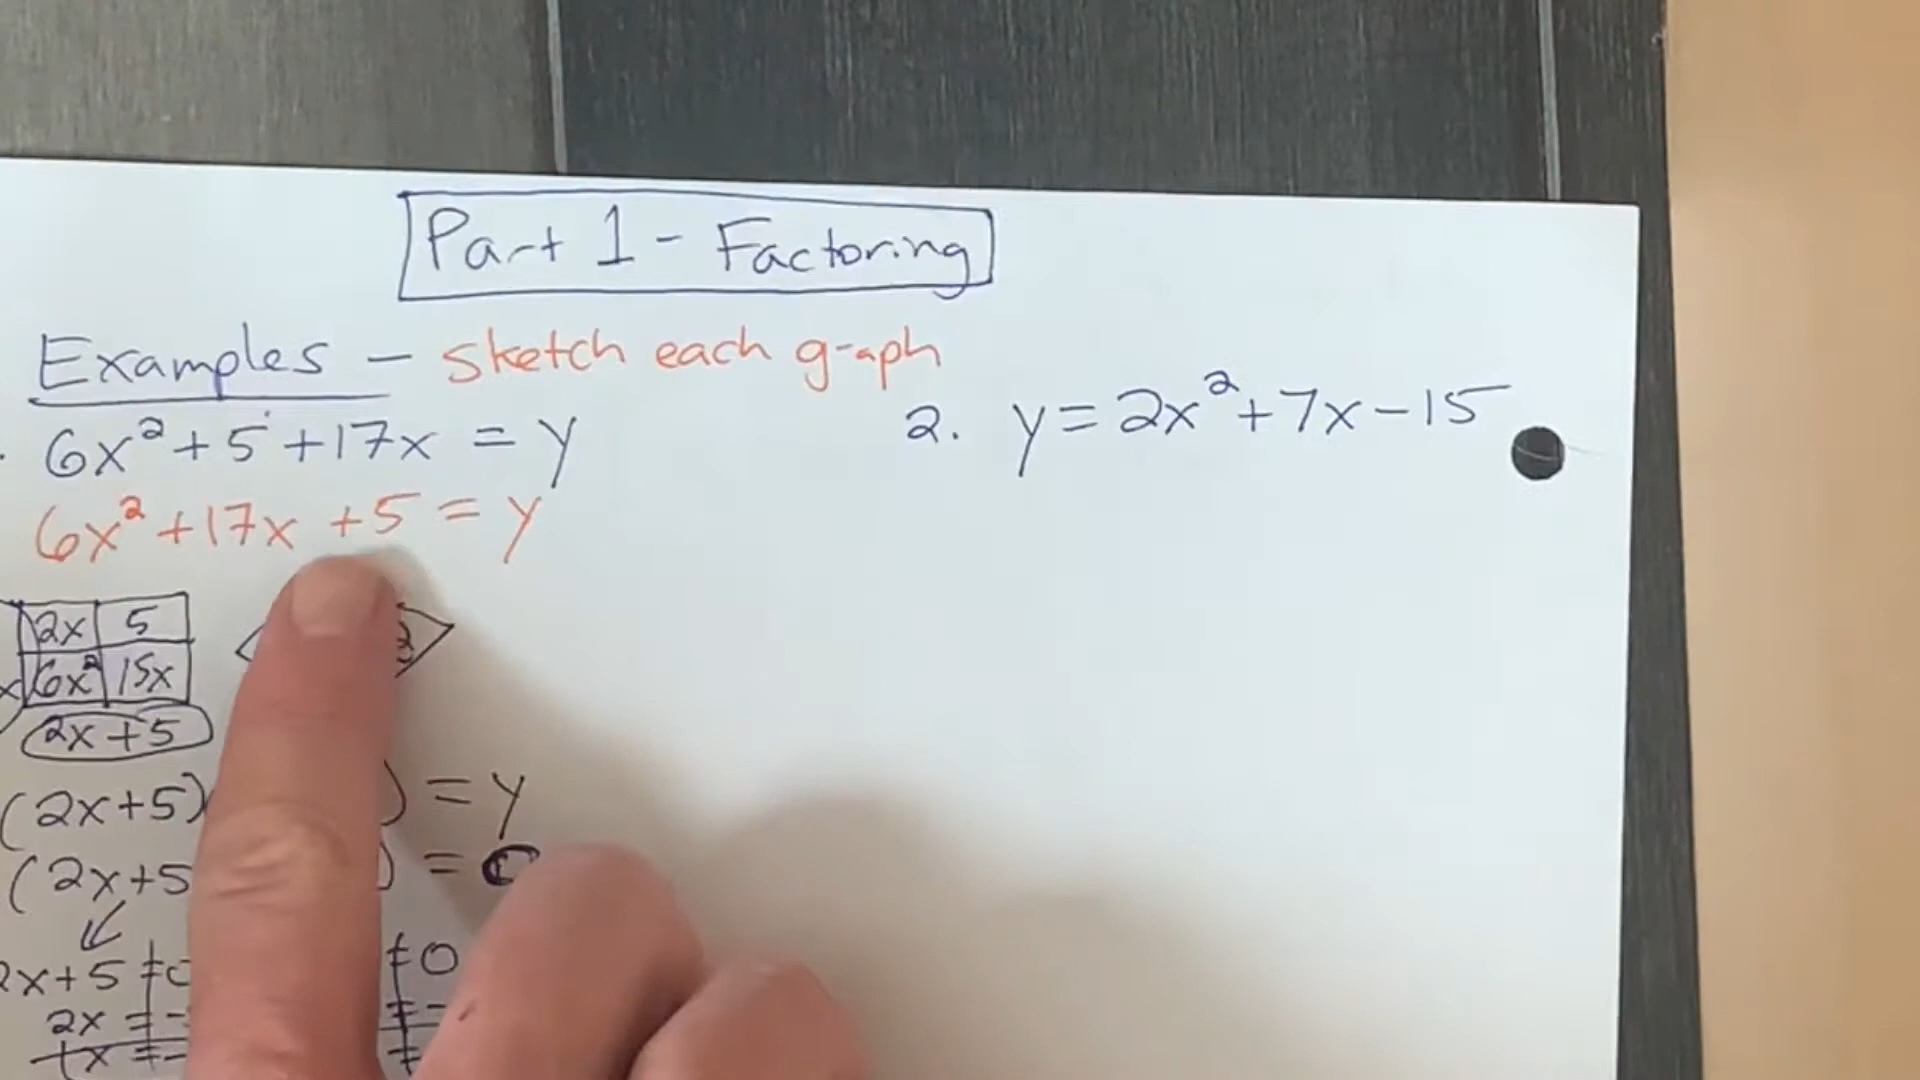 Part 1 - Factoring
Examples - sketch each graph
6x² + 5 + 17x = y
6x² + 17x + 5 = y
2. y = 2x² + 7x - 15
2x 5
6x² 15x
2x + 5
(2x+5) ) = y
(2x+5 ) =
2x+5 = 0 = 0
2x = - = -
x = - =